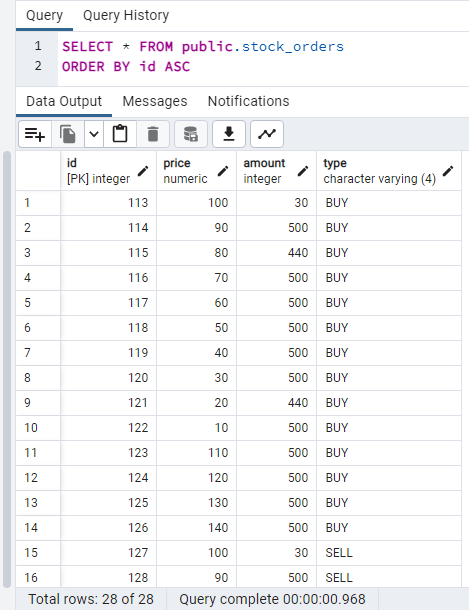 Query Query History
1 SELECT * FROM public.stock_orders
2 ORDER BY id ASC
Data Output Messages Notifications
id price amount type
[PK] integer numeric integer character varying (4)
1 113 100 30 BUY
2 114 90 500 BUY
3 115 80 440 BUY
4 116 70 500 BUY
5 117 60 500 BUY
6 118 50 500 BUY
7 119 40 500 BUY
8 120 30 500 BUY
9 121 20 440 BUY
10 122 10 500 BUY
11 123 110 500 BUY
12 124 120 500 BUY
13 125 130 500 BUY
14 126 140 500 BUY
15 127 100 30 SELL
16 128 90 500 SELL
Total rows: 28 of 28 Query complete 00:00:00.968